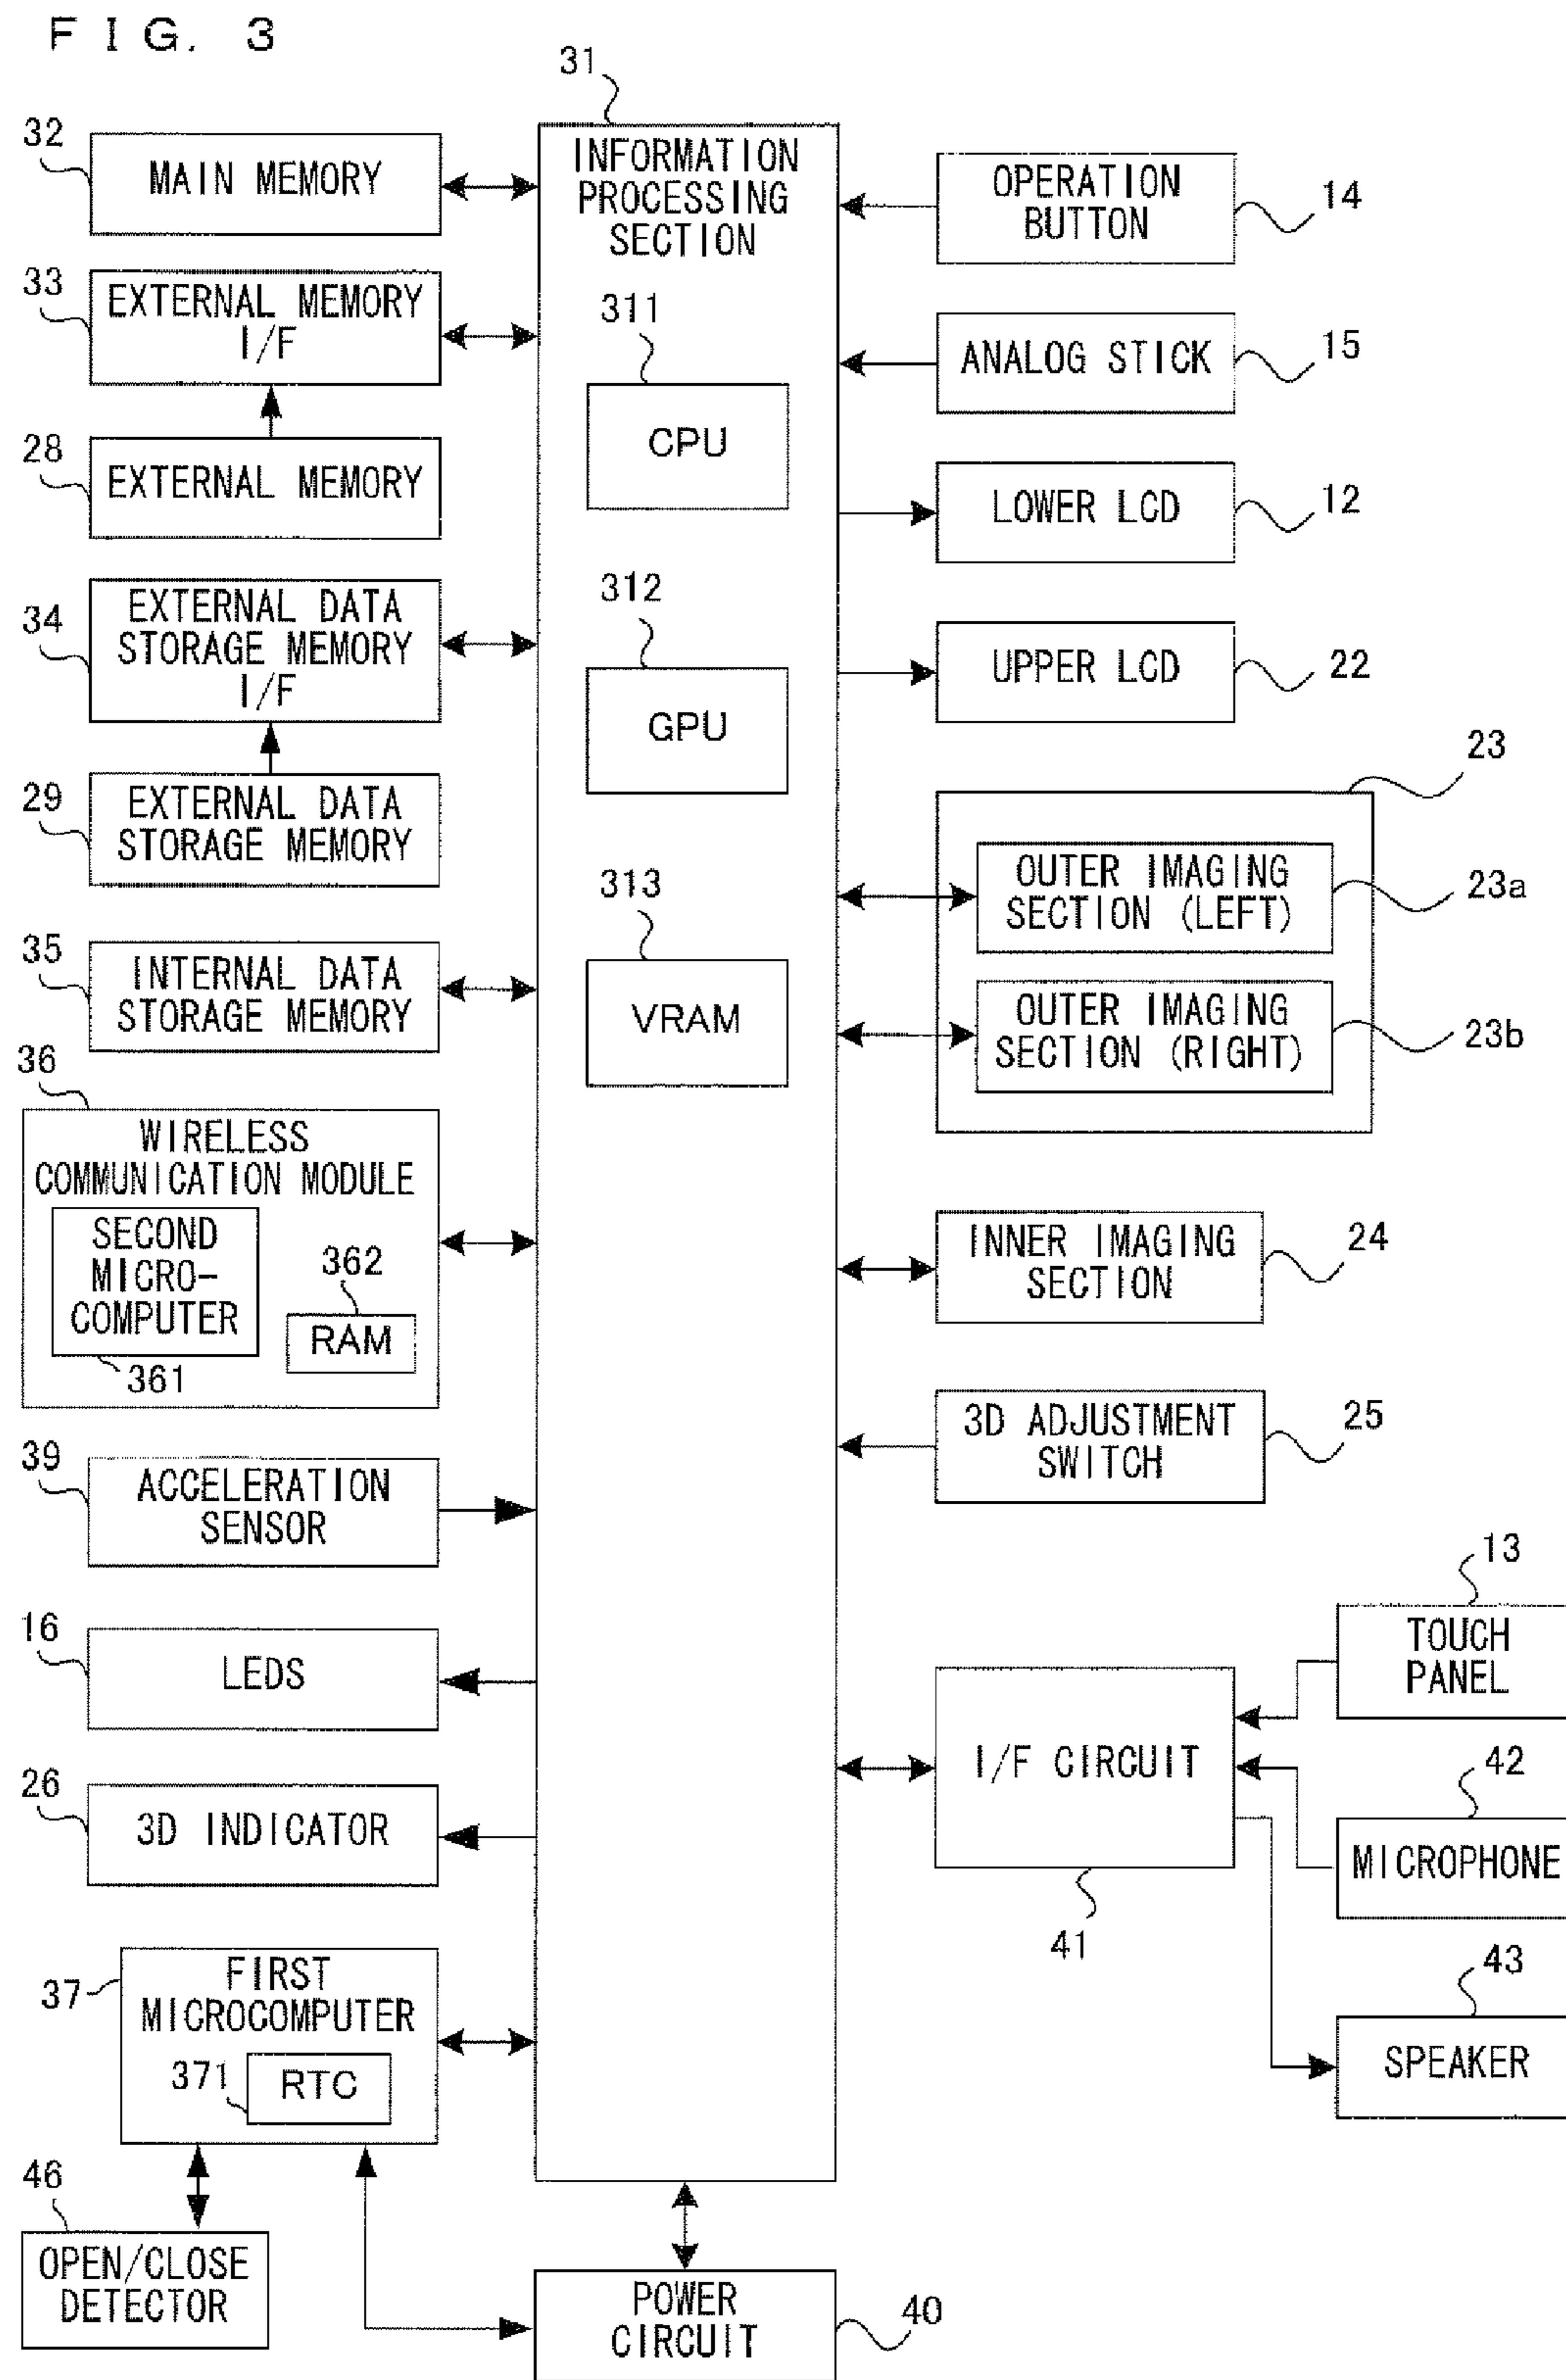 FIG. 3
31
INFORMATION
PROCESSING
SECTION
311
CPU
312
GPU
313
VRAM
32
MAIN MEMORY
33
EXTERNAL MEMORY
I/F
28
EXTERNAL MEMORY
34
EXTERNAL DATA
STORAGE MEMORY
I/F
29
EXTERNAL DATA
STORAGE MEMORY
35
INTERNAL DATA
STORAGE MEMORY
36
WIRELESS
COMMUNICATION MODULE
SECOND
MICRO-
COMPUTER
361
362
RAM
39
ACCELERATION
SENSOR
16
LEDS
26
3D INDICATOR
37
FIRST
MICROCOMPUTER
371
RTC
46
OPEN/CLOSE
DETECTOR
POWER
CIRCUIT
40
OPERATION
BUTTON
14
ANALOG STICK
15
LOWER LCD
12
UPPER LCD
22
23
OUTER IMAGING
SECTION (LEFT)
23a
OUTER IMAGING
SECTION (RIGHT)
23b
INNER IMAGING
SECTION
24
3D ADJUSTMENT
SWITCH
25
13
TOUCH
PANEL
I/F CIRCUIT
41
42
MICROPHONE
43
SPEAKER